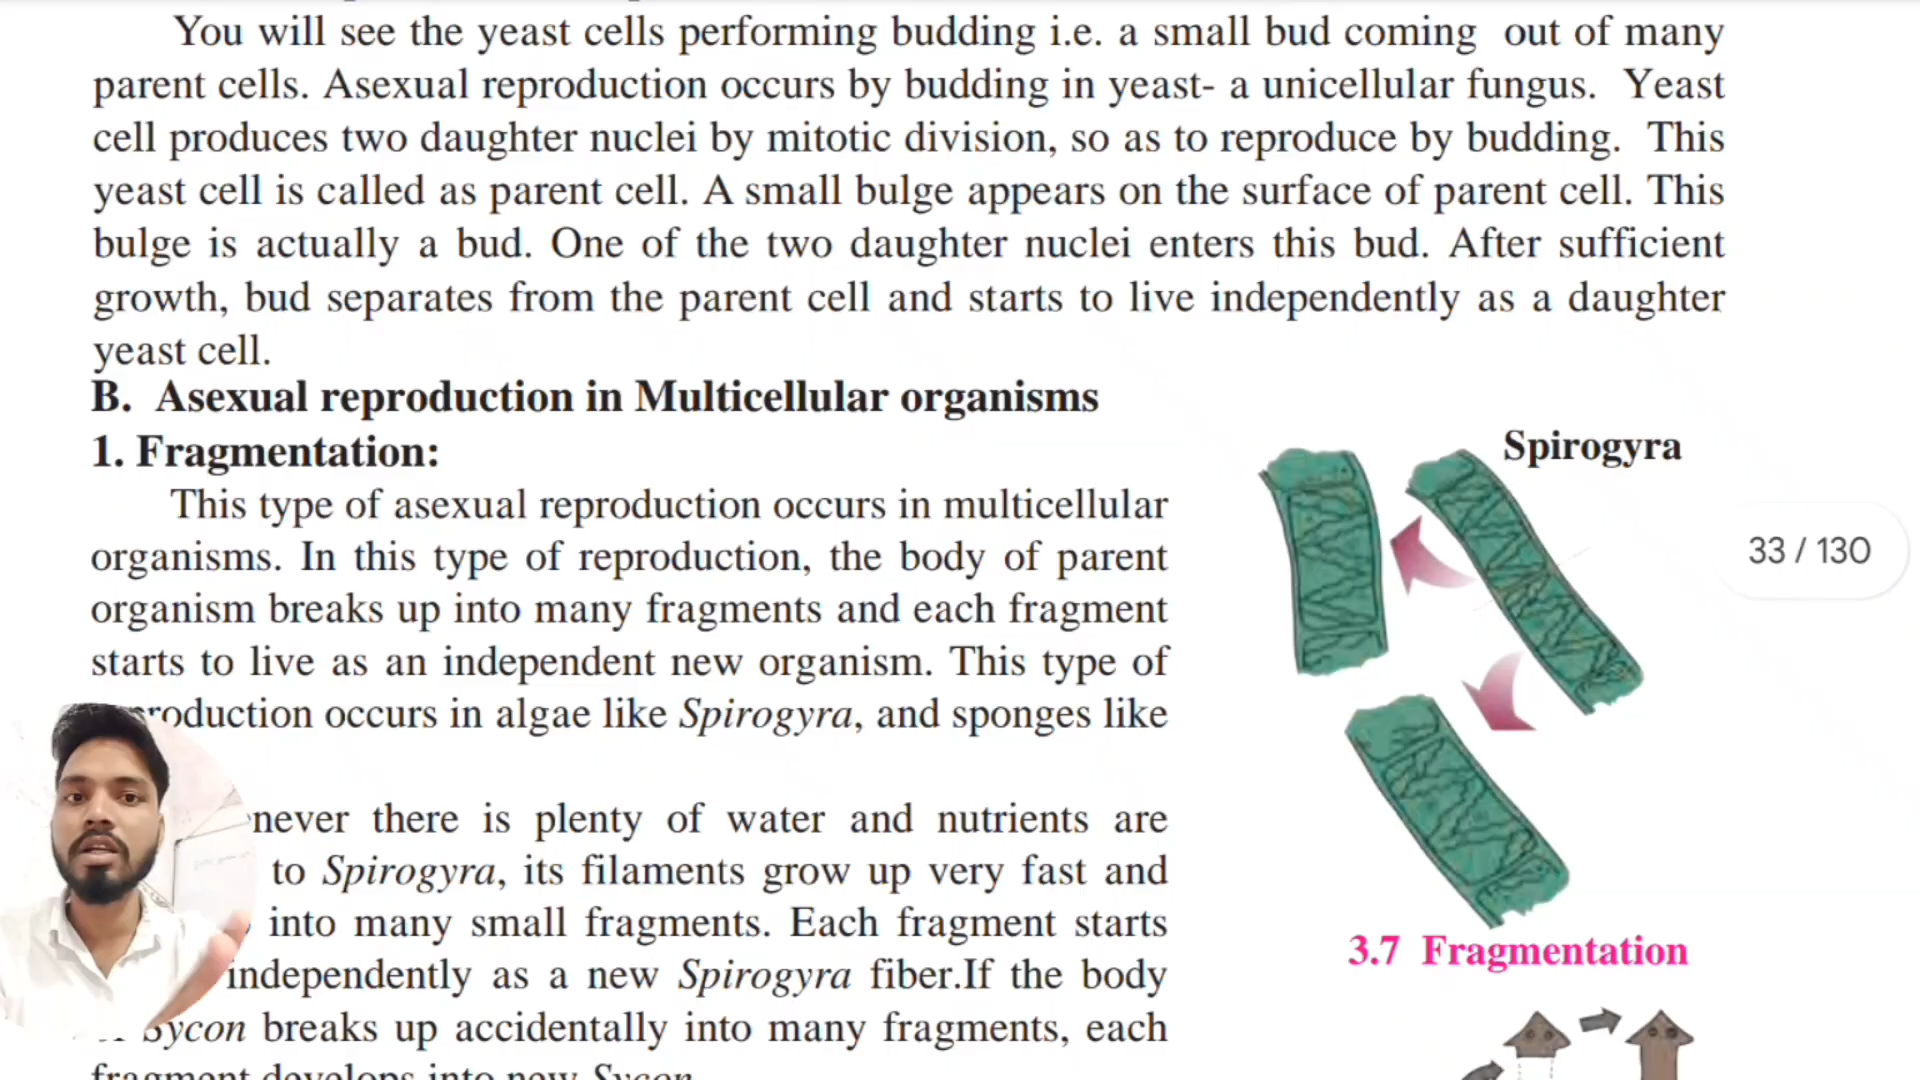 You will see the yeast cells performing budding i.e. a small bud coming out of many
parent cells. Asexual reproduction occurs by budding in yeast- a unicellular fungus. Yeast
cell produces two daughter nuclei by mitotic division, so as to reproduce by budding. This
yeast cell is called as parent cell. A small bulge appears on the surface of parent cell. This
bulge is actually a bud. One of the two daughter nuclei enters this bud. After sufficient
growth, bud separates from the parent cell and starts to live independently as a daughter
yeast cell.
B. Asexual reproduction in Multicellular organisms
1. Fragmentation:
This type of asexual reproduction occurs in multicellular
organisms. In this type of reproduction, the body of parent
organism breaks up into many fragments and each fragment
starts to live as an independent new organism. This type of
roduction occurs in algae like Spirogyra, and sponges like
never there is plenty of water and nutrients are
to Spirogyra, its filaments grow up very fast and
into many small fragments. Each fragment starts
independently as a new Spirogyra fiber.If the body
Sycon breaks up accidentally into many fragments, each
fragment develops into new Sycon
Spirogyra
33 / 130
3.7 Fragmentation